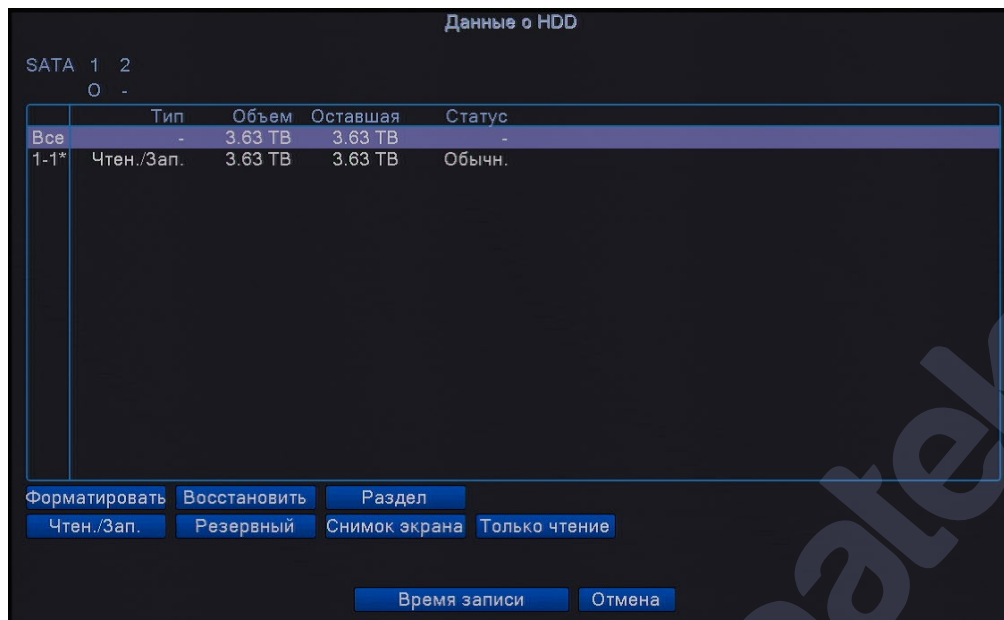 Данные о HDD
SATA 1 2
O -
Тип Объем Оставшая Статус
Все - 3.63 TB 3.63 TB -
1-1* Чтен./Зап. 3.63 TB 3.63 TB Обычн.
Форматировать Восстановить Раздел
Чтен./Зап. Резервный Снимок экрана Только чтение
Время записи Отмена